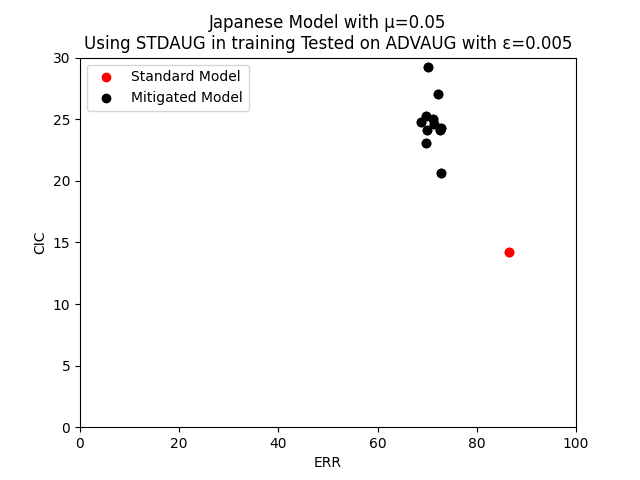 Japanese Model with μ=0.05
Using STDAUG in training Tested on ADVAUG with ε=0.005
Standard Model
Mitigated Model
30
25
20
15
10
5
0
CIC
0 20 40 60 80 100
ERR